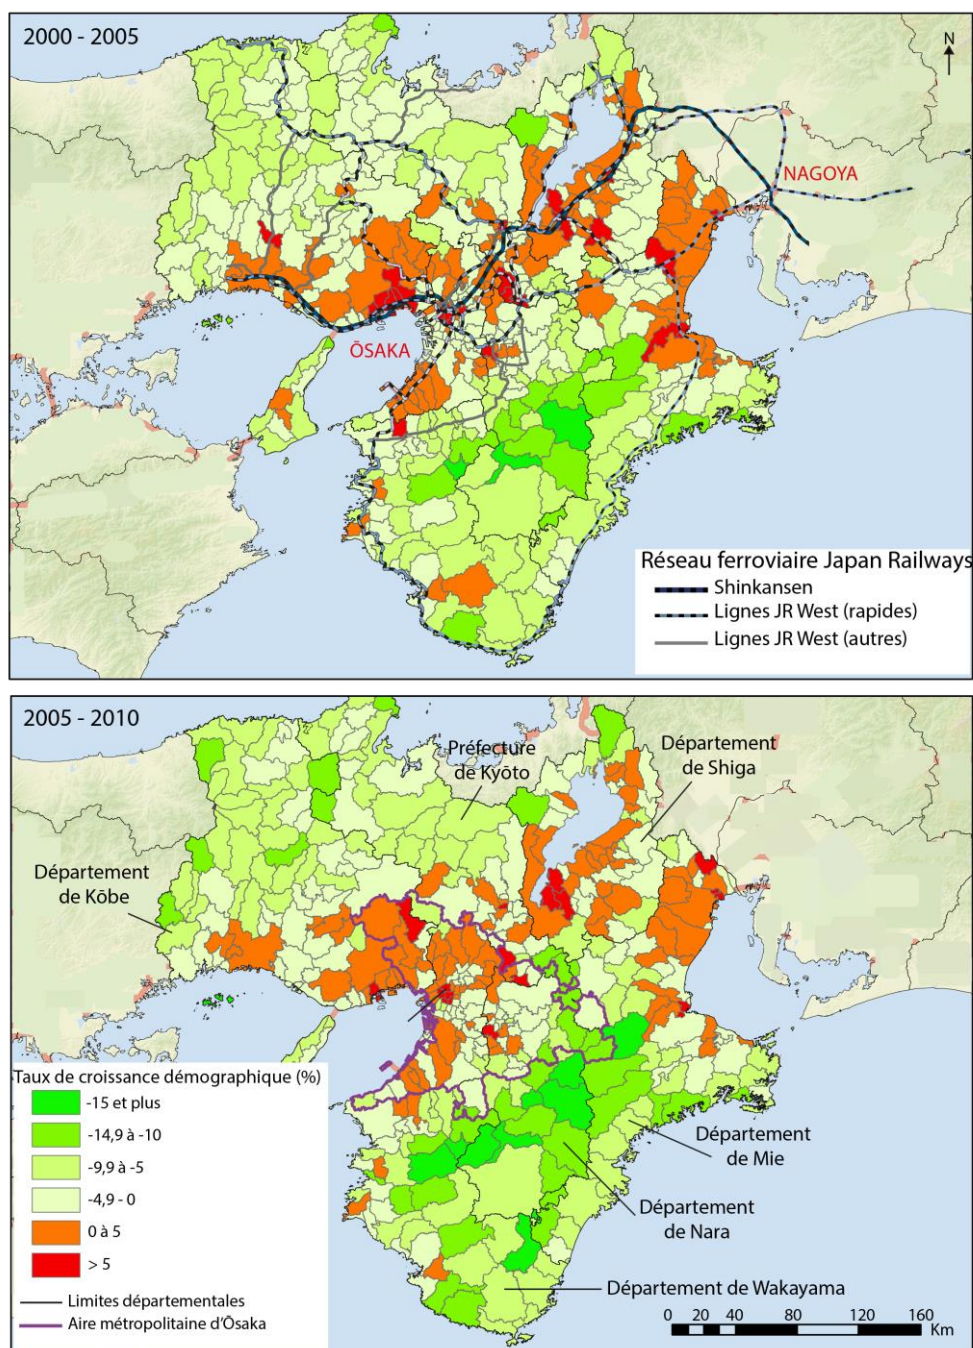 2000 - 2005
N
NAGOYA
ŌSAKA
Réseau ferroviaire Japan Railways
Shinkansen
Lignes JR West (rapides)
Lignes JR West (autres)
2005 - 2010
Préfecture
de Kyōto
Département
de Shiga
Département
de Kōbe
Taux de croissance démographique (%)
-15 et plus
-14,9 à -10
-9,9 à -5
-4,9 - 0
0 à 5
> 5
Limites départementales
Aire métropolitaine d'Ōsaka
Département
de Mie
Département
de Nara
Département de Wakayama
0 20 40 80 120 160
Km